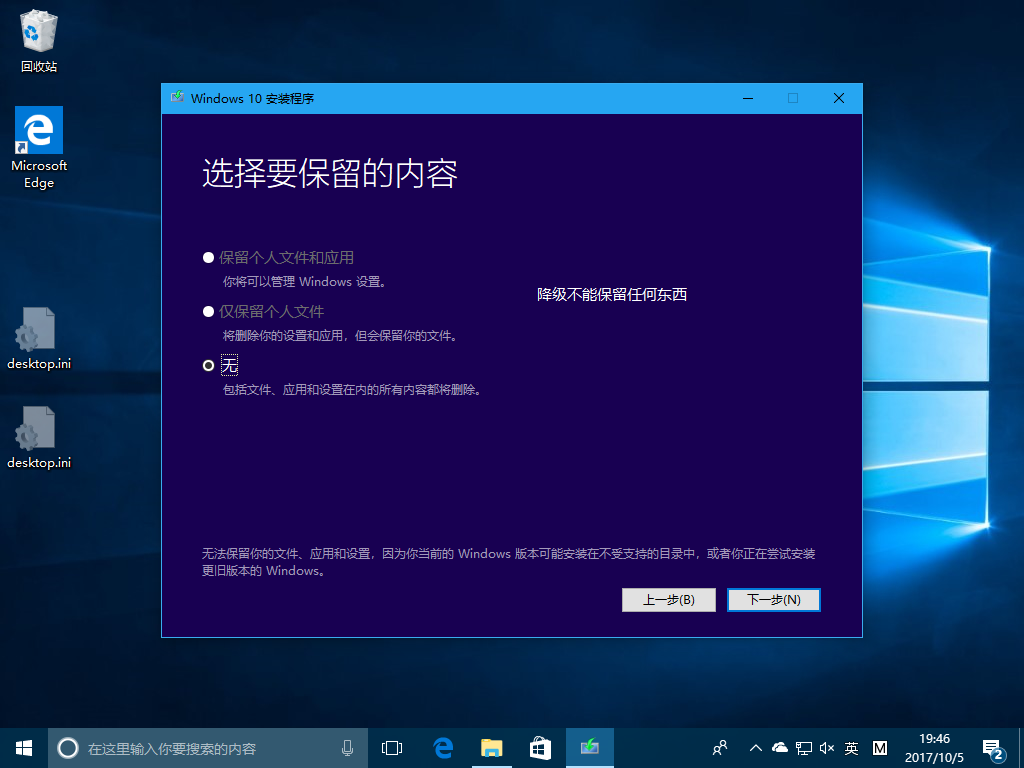 回收站
Microsoft
Edge
desktop.ini
desktop.ini
Windows 10 安装程序
选择要保留的内容
保留个人文件和应用
你将可以管理 Windows 设置。
降级不能保留任何东西
仅保留个人文件
将删除你的设置和应用，但会保留你的文件。
无
包括文件、应用和设置在内的所有内容都将删除。
无法保留你的文件、应用和设置，因为你当前的 Windows 版本可能安装在不受支持的目录中，或者你正在尝试安装
更旧版本的 Windows。
上一步(B)
下一步(N)
在这里输入你要搜索的内容
英
M
19:46
2017/10/5
2